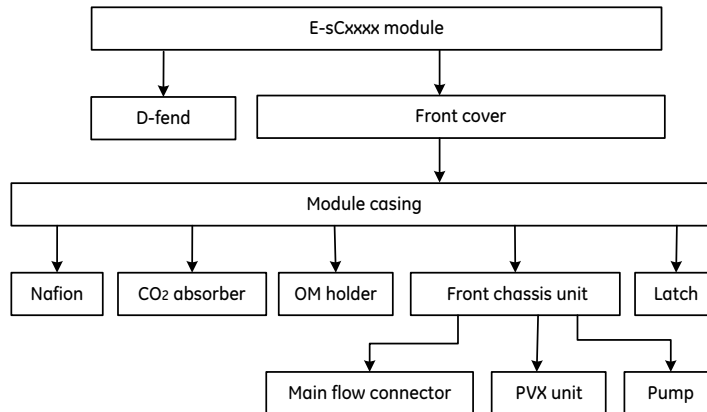 E-sCxxxx module
D-fend
Front cover
Module casing
Nafion
CO2 absorber
OM holder
Front chassis unit
Latch
Main flow connector
PVX unit
Pump